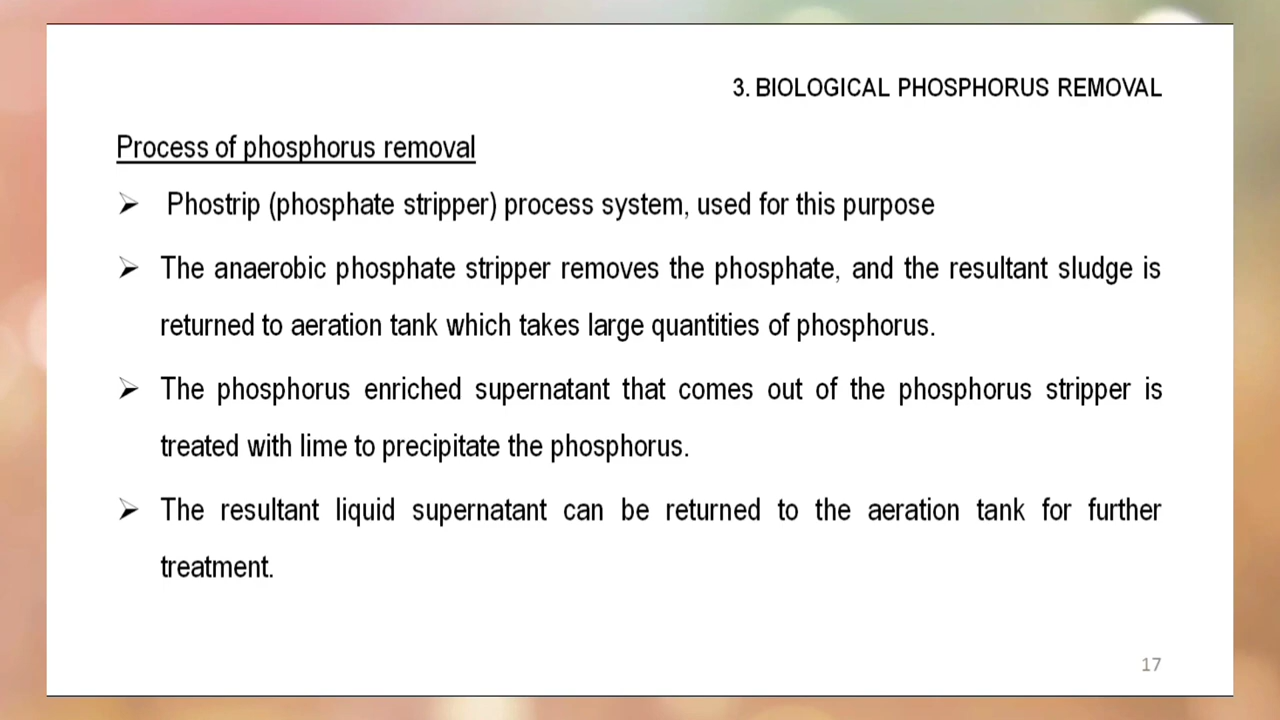 3. BIOLOGICAL PHOSPHORUS REMOVAL
Process of phosphorus removal
➢ Phostrip (phosphate stripper) process system, used for this purpose
➢ The anaerobic phosphate stripper removes the phosphate, and the resultant sludge is
returned to aeration tank which takes large quantities of phosphorus.
➢ The phosphorus enriched supernatant that comes out of the phosphorus stripper is
treated with lime to precipitate the phosphorus.
➢ The resultant liquid supernatant can be returned to the aeration tank for further
treatment.
17